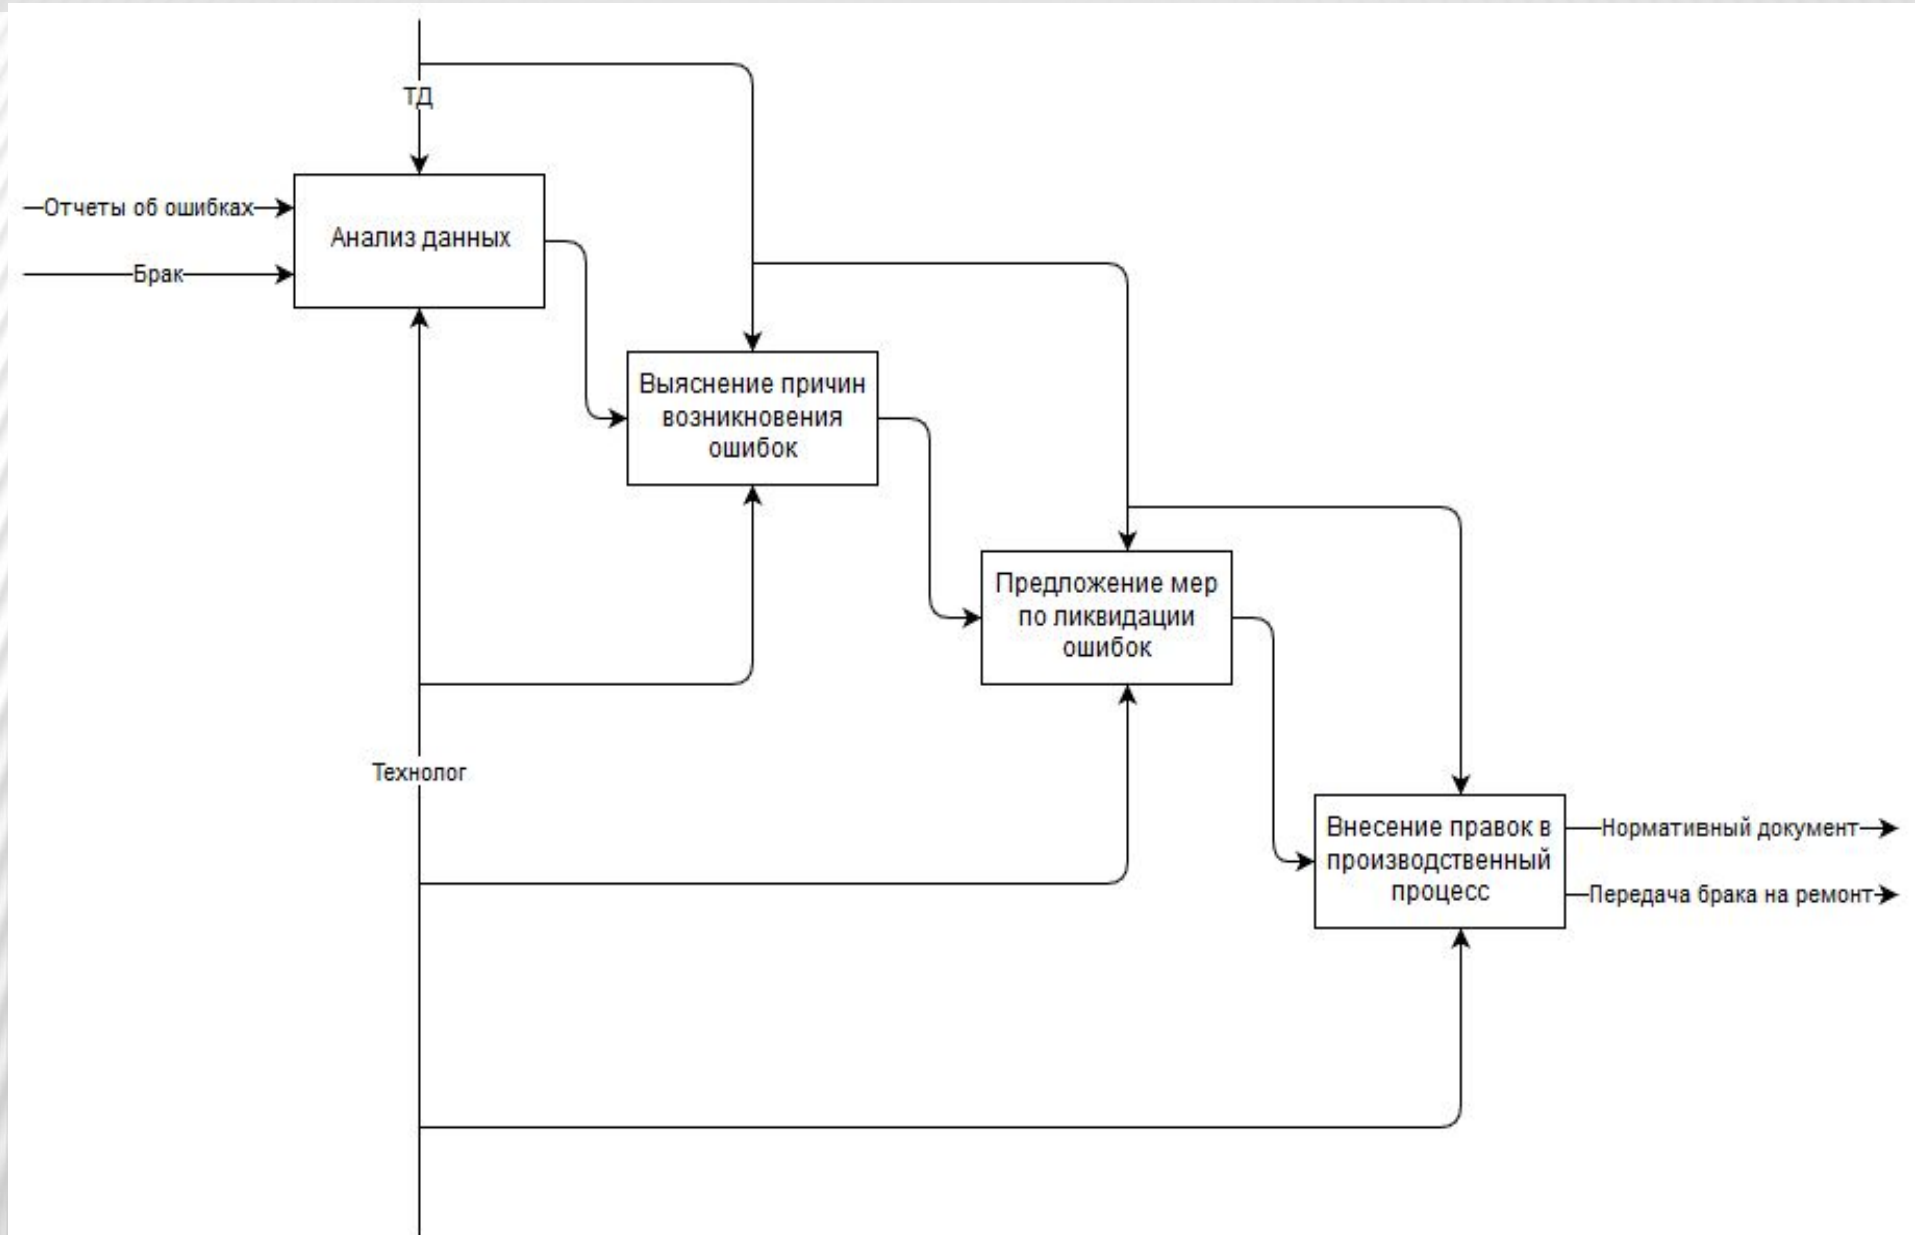 ТД
Отчеты об ошибках
Анализ данных
Брак
Выяснение причин
возникновения
ошибок
Предложение мер
по ликвидации
ошибок
Технолог
Внесение правок в
производственный
процесс
Нормативный документ
Передача брака на ремонт